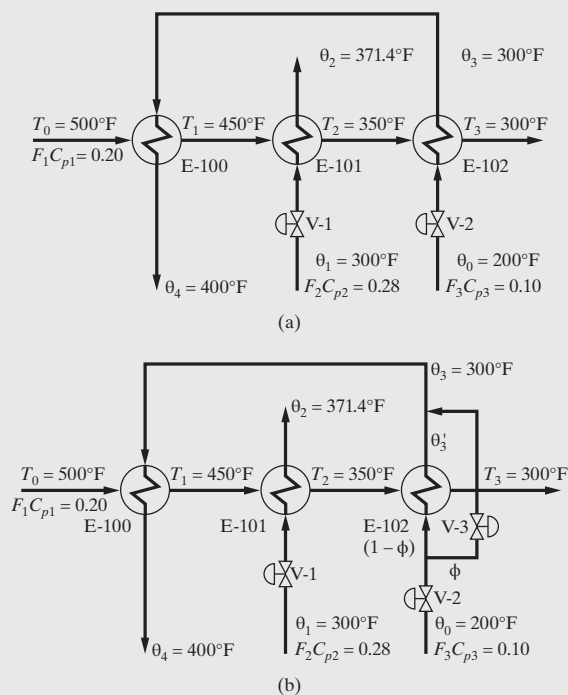 θ₂ = 371.4°F
θ₃ = 300°F
T₀ = 500°F
T₁ = 450°F
T₂ = 350°F
T₃ = 300°F
F₁Cₚ₁= 0.20
E-100
E-101
E-102
V-1
V-2
θ₁ = 300°F
θ₀ = 200°F
θ₄ = 400°F
F₂Cₚ₂ = 0.28
F₃Cₚ₃ = 0.10
(a)
θ₃ = 300°F
θ₂ = 371.4°F
θ₃'
T₀ = 500°F
T₁ = 450°F
T₂ = 350°F
T₃ = 300°F
F₁Cₚ₁= 0.20
E-100
E-101
E-102
V-3
(1 – ϕ)
V-1
ϕ
V-2
θ₁ = 300°F
θ₀ = 200°F
θ₄ = 400°F
F₂Cₚ₂ = 0.28
F₃Cₚ₃ = 0.10
(b)